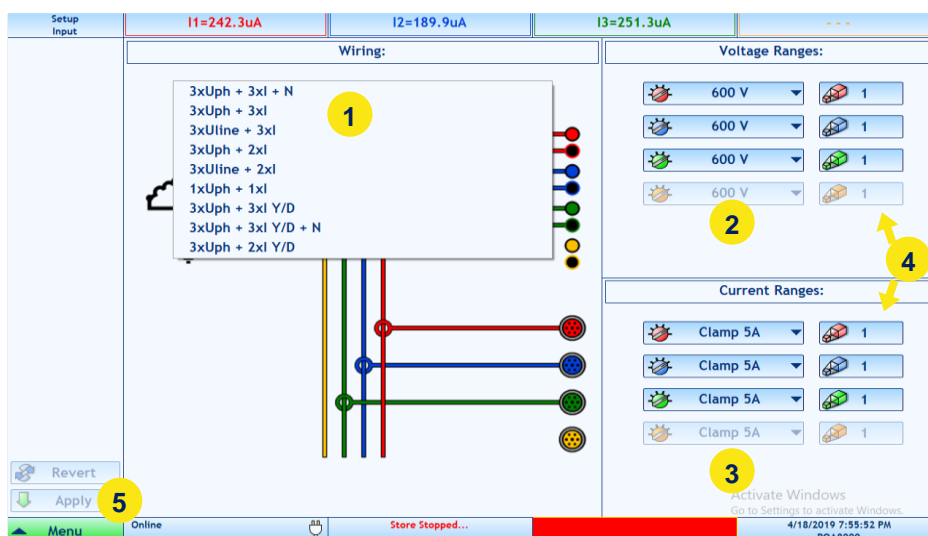 Setup
Input
I1=242.3uA
I2=189.9uA
I3=251.3uA
- - -
Wiring:
3xUph + 3xI + N
3xUph + 3xI
3xUline + 3xI
3xUph + 2xI
3xUline + 2xI
1xUph + 1xI
3xUph + 3xI Y/D
3xUph + 3xI Y/D + N
3xUph + 2xI Y/D
1
Voltage Ranges:
600 V
1
600 V
1
600 V
1
600 V
1
2
4
Current Ranges:
Clamp 5A
1
Clamp 5A
1
Clamp 5A
1
Clamp 5A
1
3
Revert
Apply
5
Menu
Online
Store Stopped...
Activate Windows
Go to Settings to activate Windows.
4/18/2019 7:55:52 PM